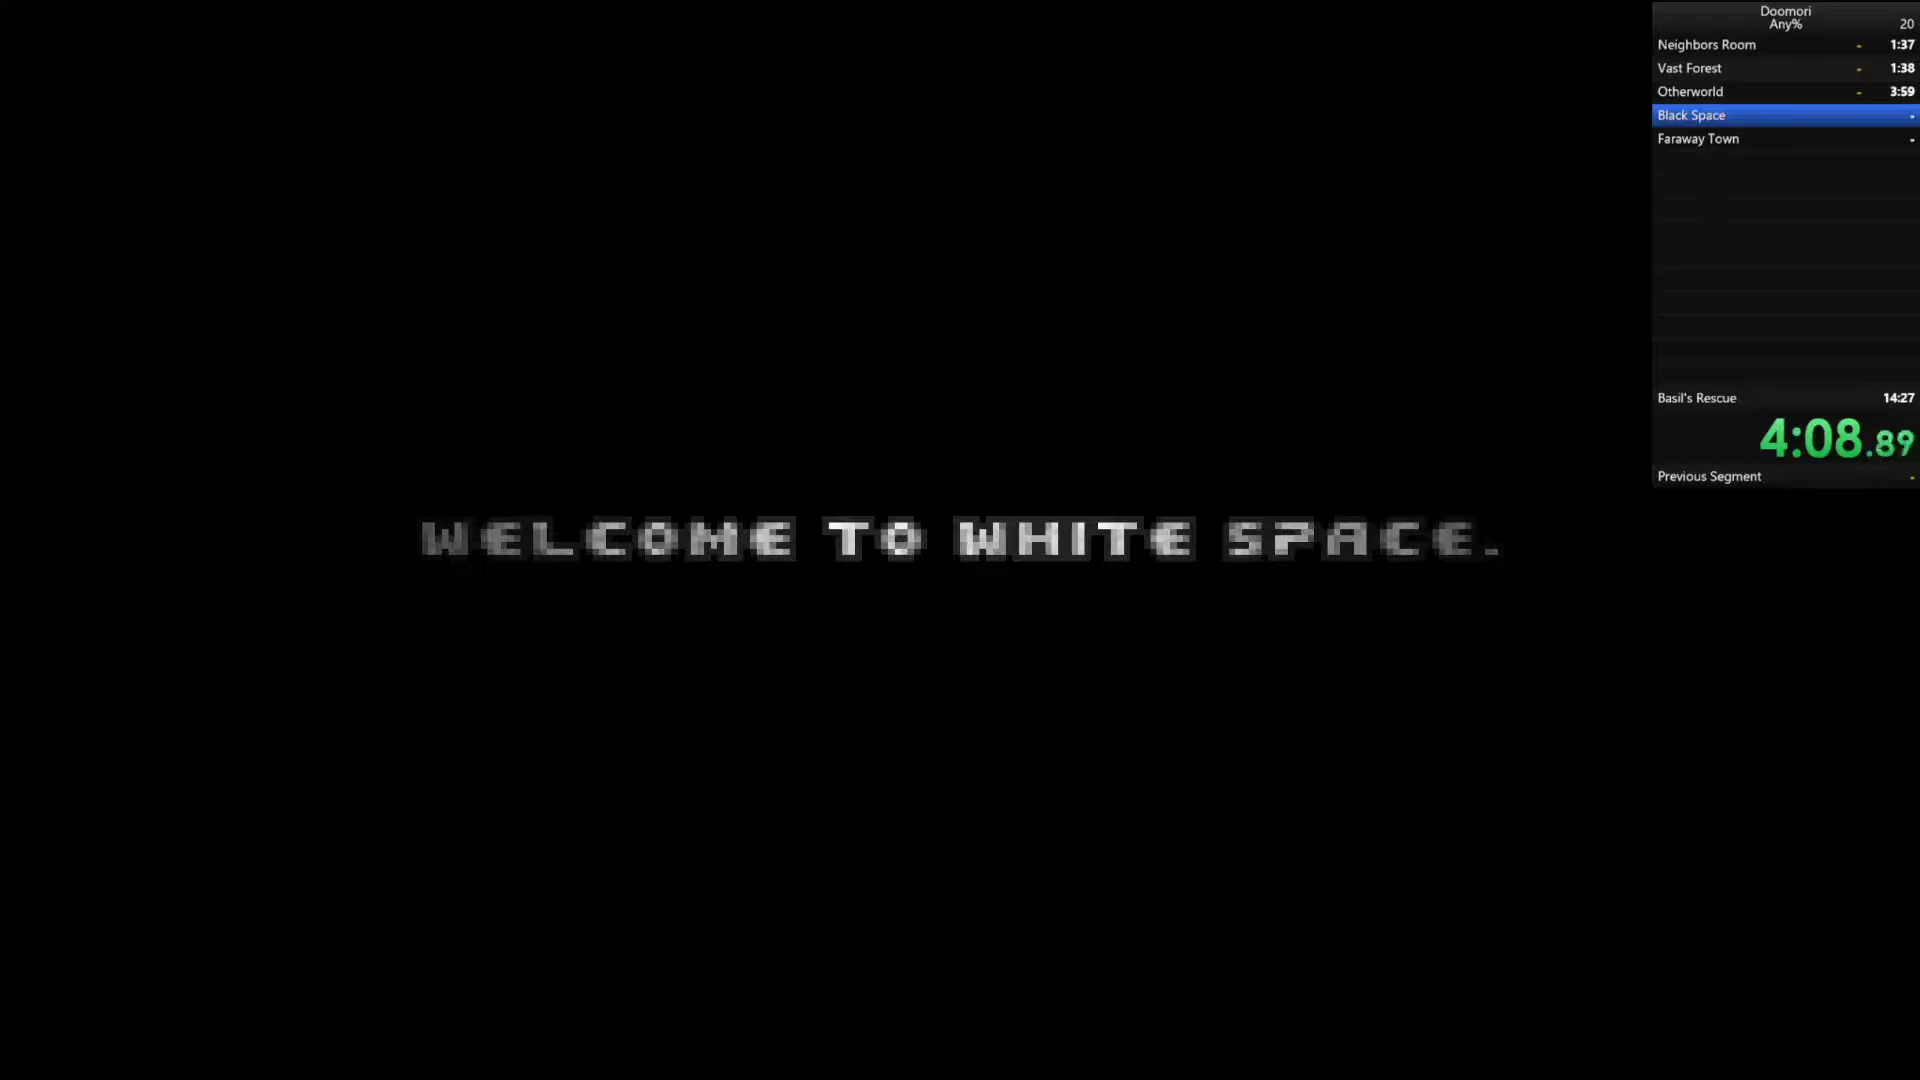 Doomori
Any% 20
Neighbors Room - 1:37
Vast Forest - 1:38
Otherworld - 3:59
Black Space -
Faraway Town -
Basil's Rescue 14:27
4:08.89
Previous Segment -
WELCOME TO WHITE SPACE.